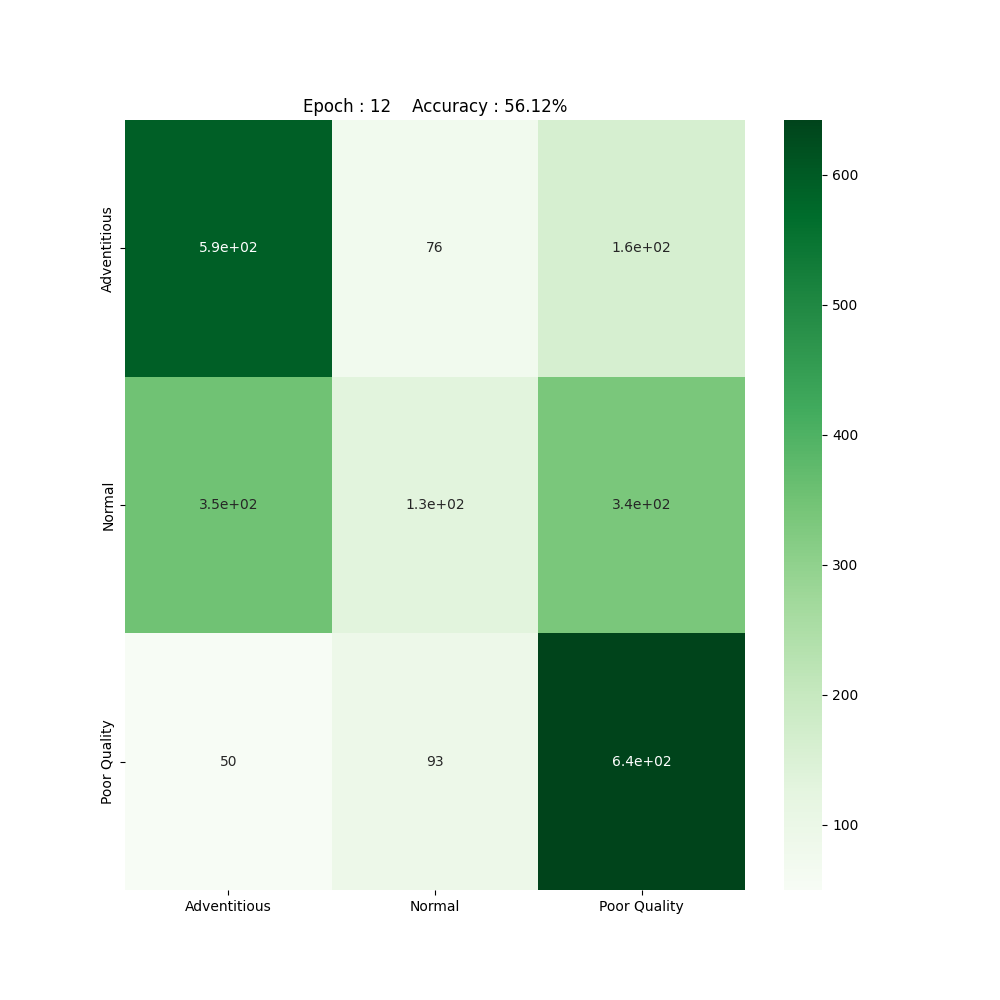 Epoch : 12    Accuracy : 56.12%
Adventitious
5.9e+02
76
1.6e+02
Normal
3.5e+02
1.3e+02
3.4e+02
Poor Quality
50
93
6.4e+02
Adventitious
Normal
Poor Quality
600
500
400
300
200
100